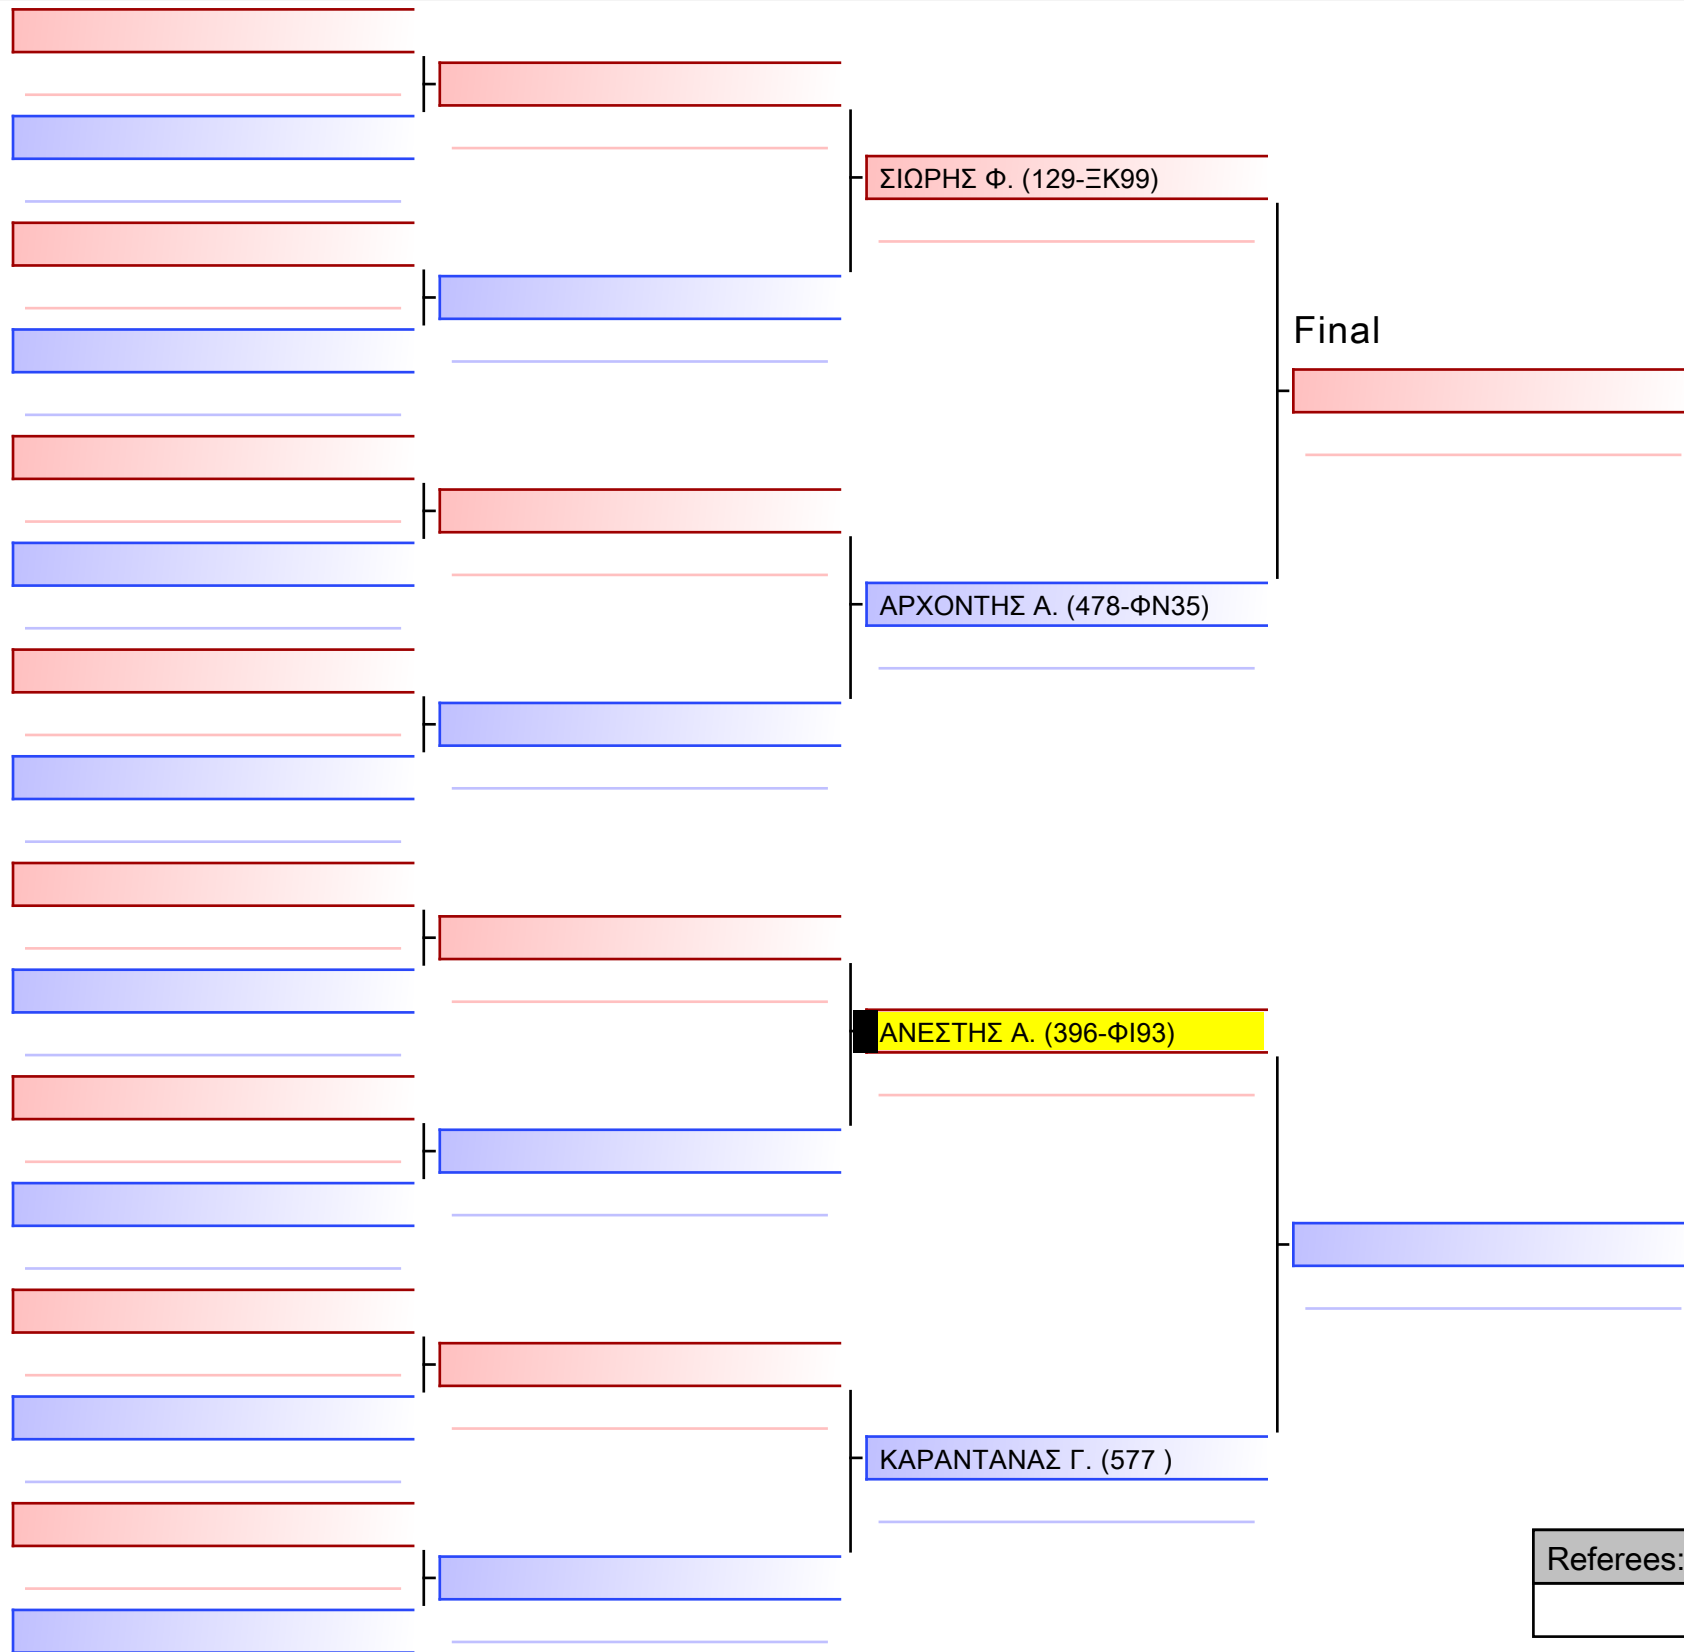 ΣΙΩΡΗΣ Φ. (129-ΞΚ99)
Final
ΑΡΧΟΝΤΗΣ Α. (478-ΦΝ35)
ΑΝΕΣΤΗΣ Α. (396-ΦΙ93)
ΚΑΡΑΝΤΑΝΑΣ Γ. (577 )
Referees: